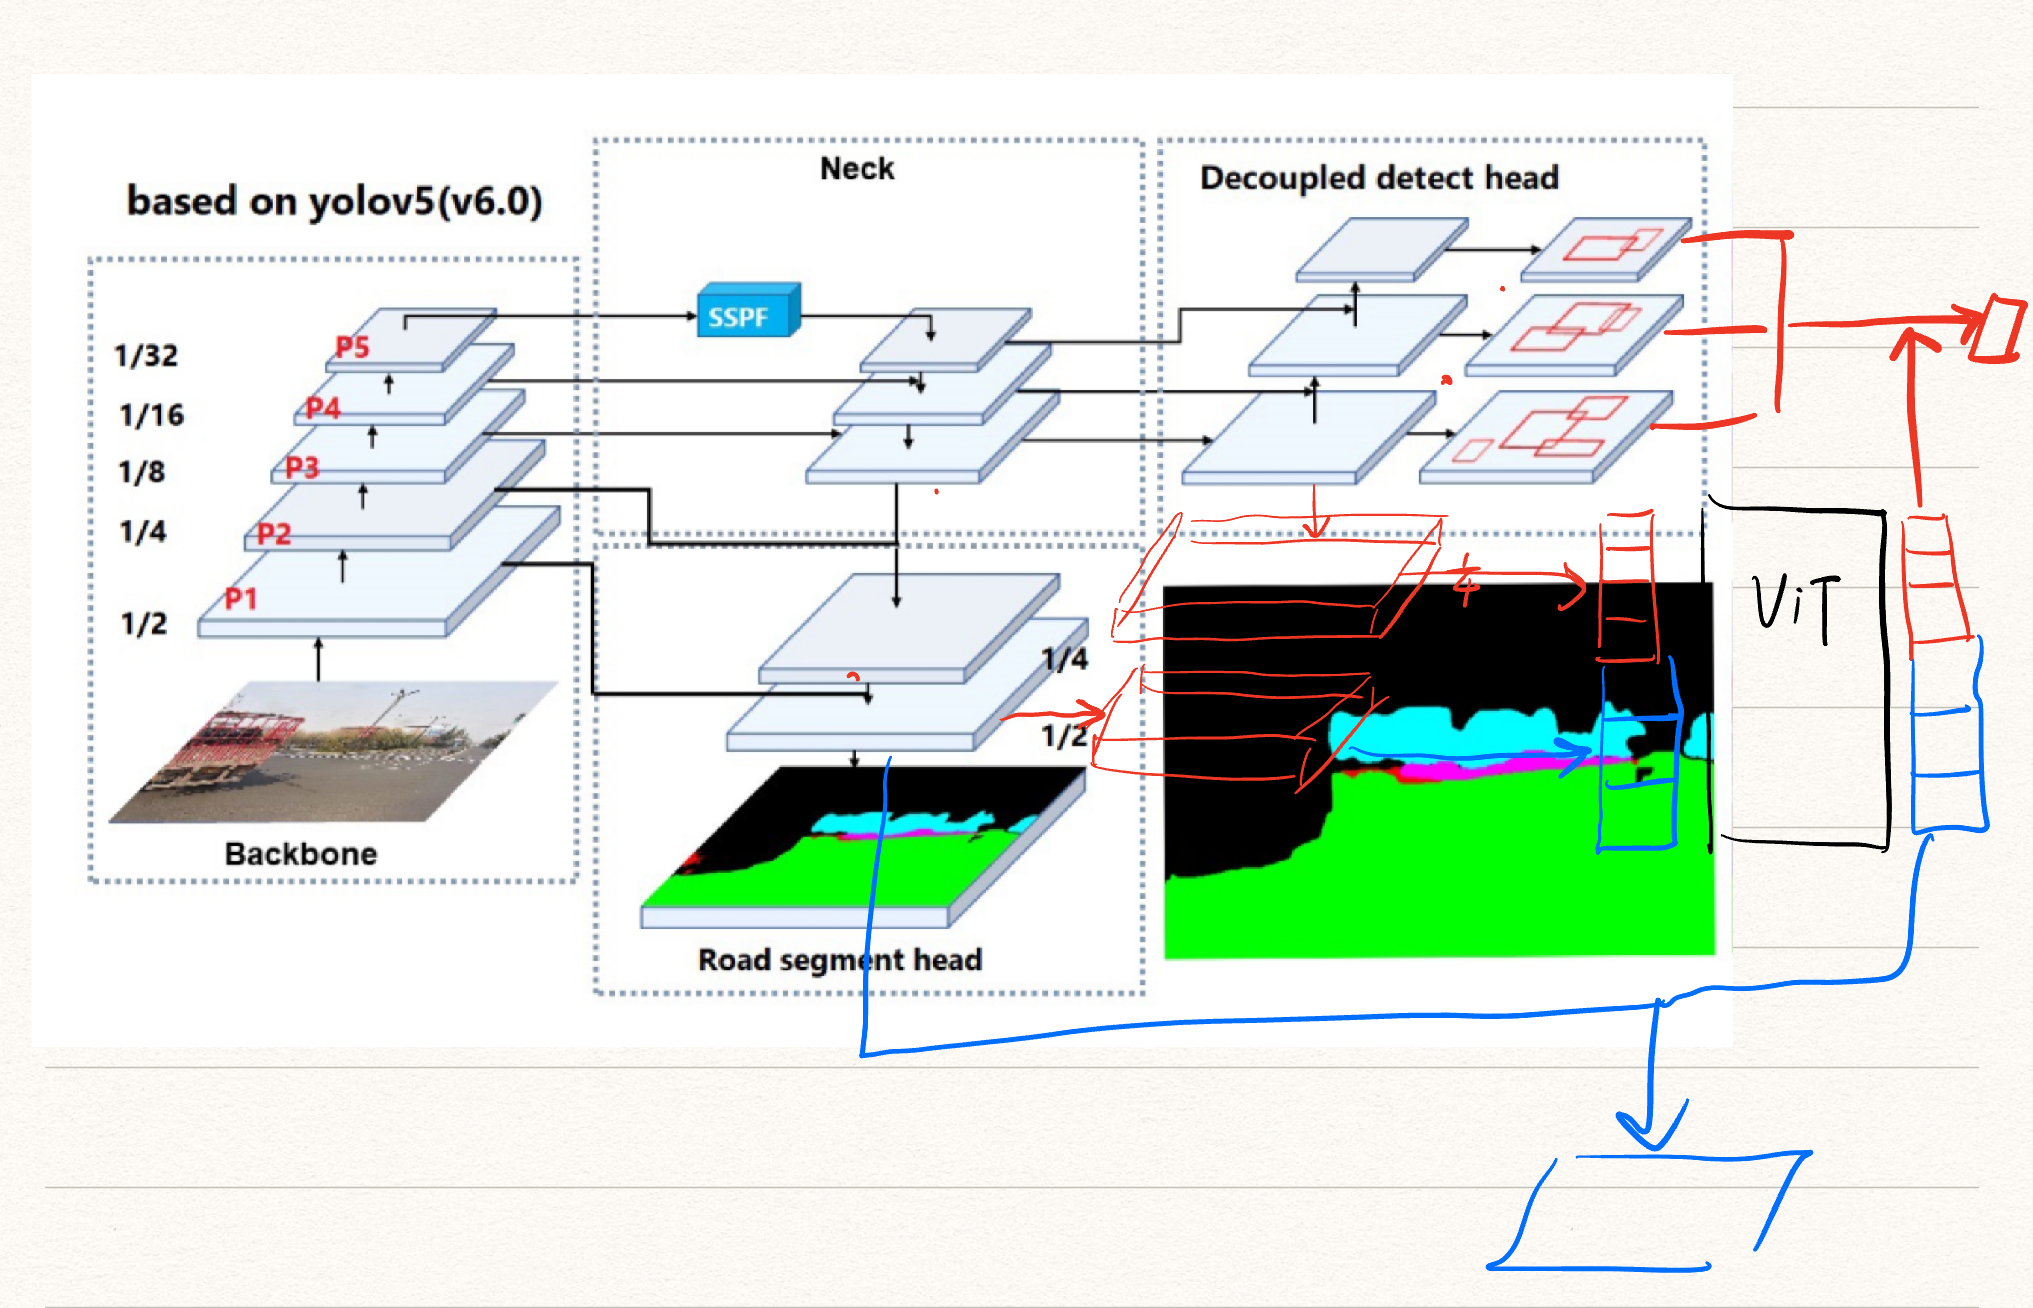 based on yolov5(v6.0)
Neck
Decoupled detect head
SSPF
1/32
P5
1/16
P4
1/8
P3
1/4
P2
1/2
P1
Backbone
1/4
1/2
Road segment head
4
ViT